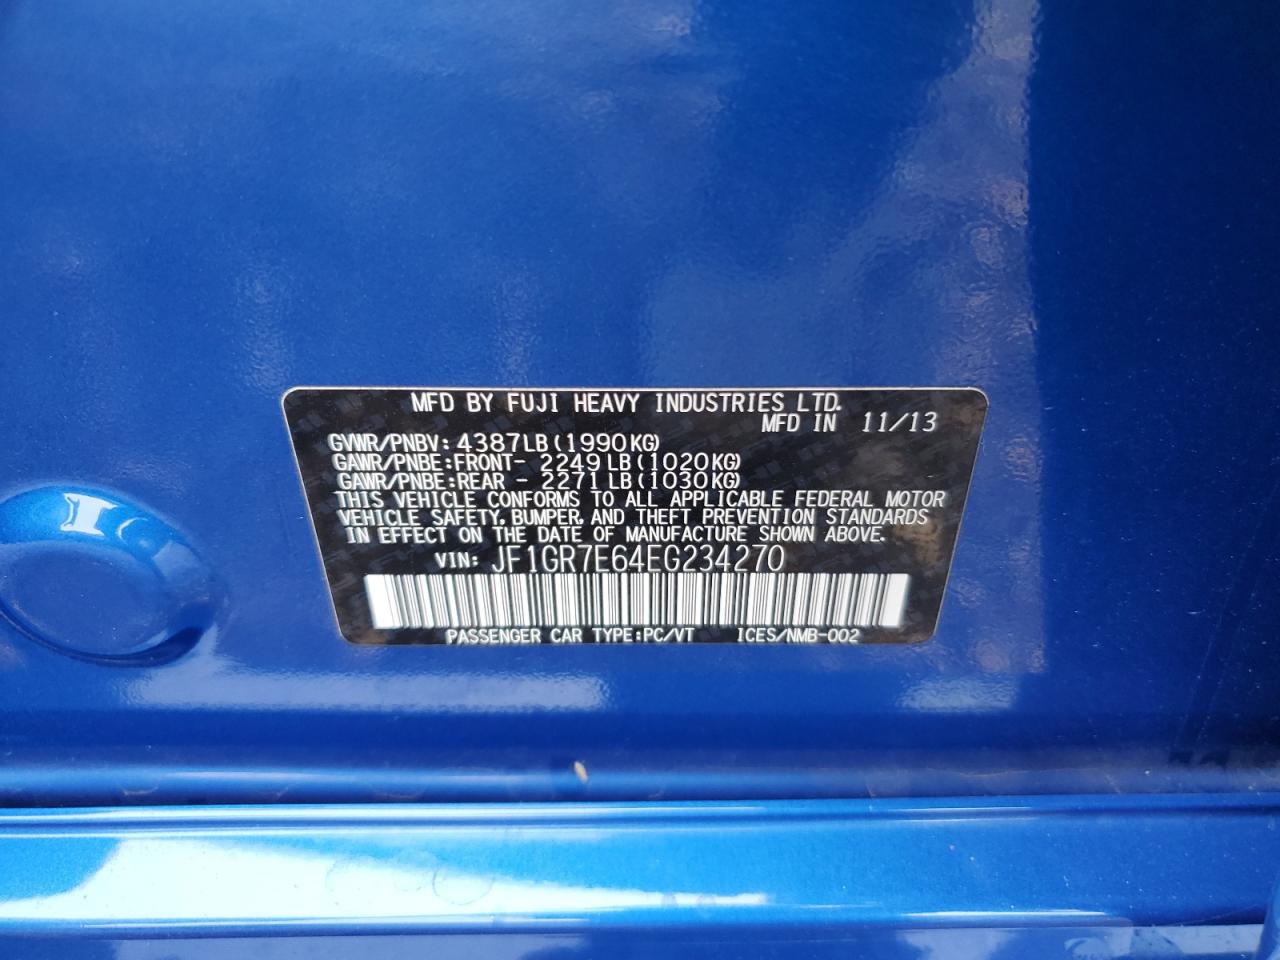 MFD BY FUJI HEAVY INDUSTRIES LTD.
MFD IN 11/13
GVWR/PNBV: 4387LB(1990KG)
GAWR/PNBE:FRONT- 2249LB(1020KG)
GAWR/PNBE:REAR - 2271LB(1030KG)
THIS VEHICLE CONFORMS TO ALL APPLICABLE FEDERAL MOTOR
VEHICLE SAFETY, BUMPER, AND THEFT PREVENTION STANDARDS
IN EFFECT ON THE DATE OF MANUFACTURE SHOWN ABOVE.
VIN: JF1GR7E64EG234270
PASSENGER CAR TYPE:PC/VT ICES/NMB-002